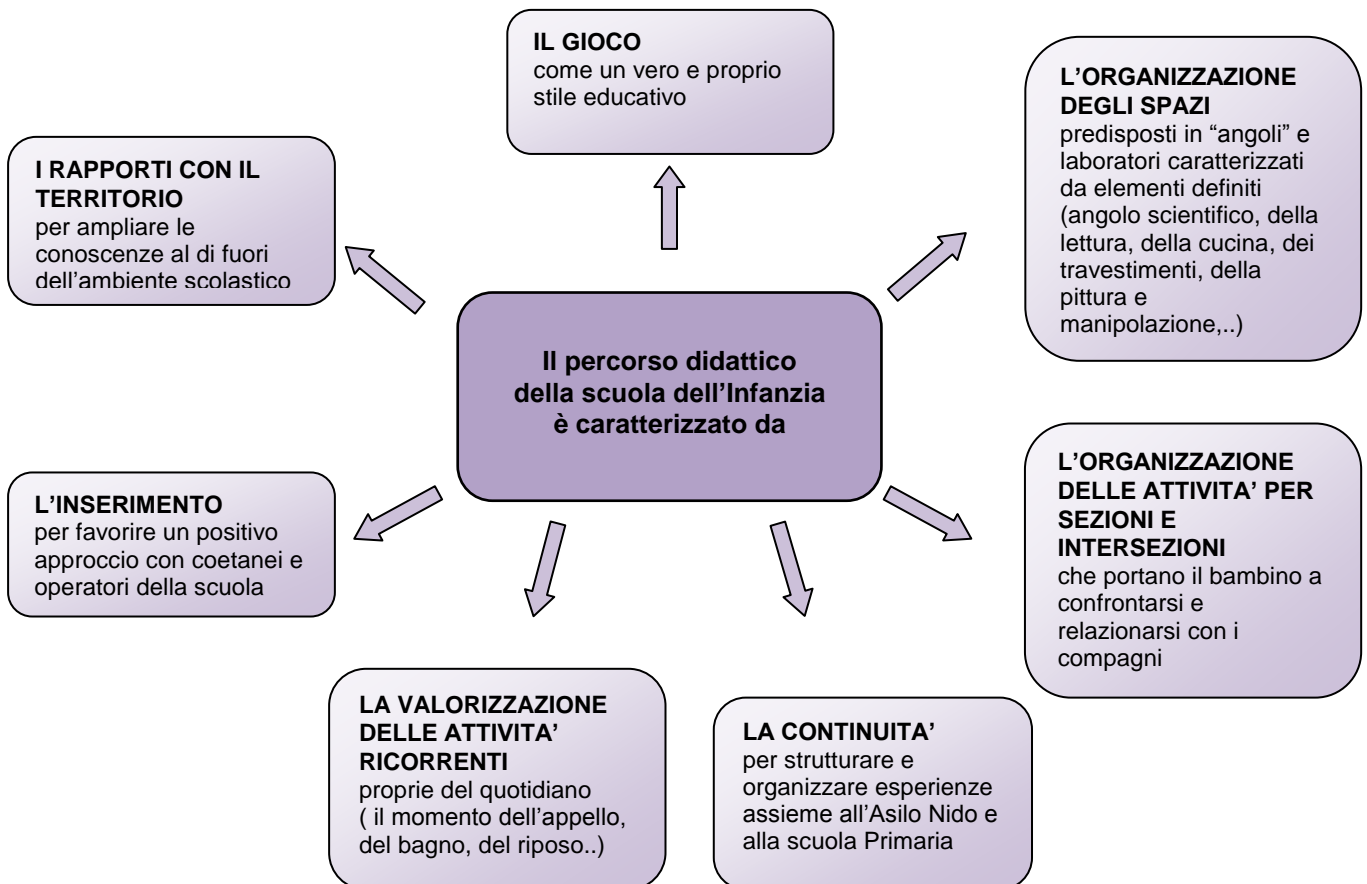 IL GIOCO
come un vero e proprio
stile educativo
L’ORGANIZZAZIONE
DEGLI SPAZI
predisposti in “angoli” e
laboratori caratterizzati
da elementi definiti
(angolo scientifico, della
lettura, della cucina, dei
travestimenti, della
pittura e
manipolazione,..)
I RAPPORTI CON IL
TERRITORIO
per ampliare le
conoscenze al di fuori
dell’ambiente scolastico
Il percorso didattico
della scuola dell’Infanzia
è caratterizzato da
L’INSERIMENTO
per favorire un positivo
approccio con coetanei e
operatori della scuola
L’ORGANIZZAZIONE
DELLE ATTIVITA’ PER
SEZIONI E
INTERSEZIONI
che portano il bambino a
confrontarsi e
relazionarsi con i
compagni
LA VALORIZZAZIONE
DELLE ATTIVITA’
RICORRENTI
proprie del quotidiano
( il momento dell’appello,
del bagno, del riposo..)
LA CONTINUITA’
per strutturare e
organizzare esperienze
assieme all’Asilo Nido e
alla scuola Primaria